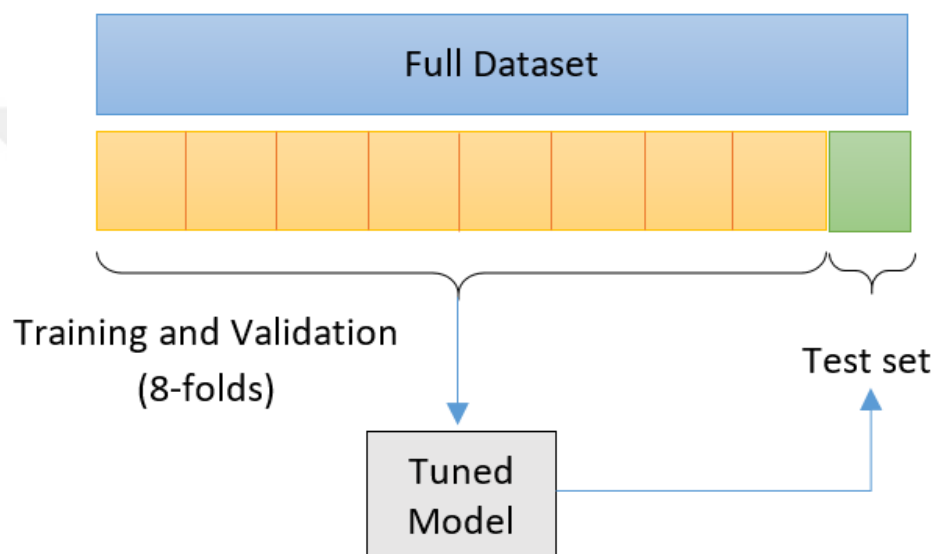 Full Dataset
Training and Validation
(8-folds)
Test set
Tuned
Model